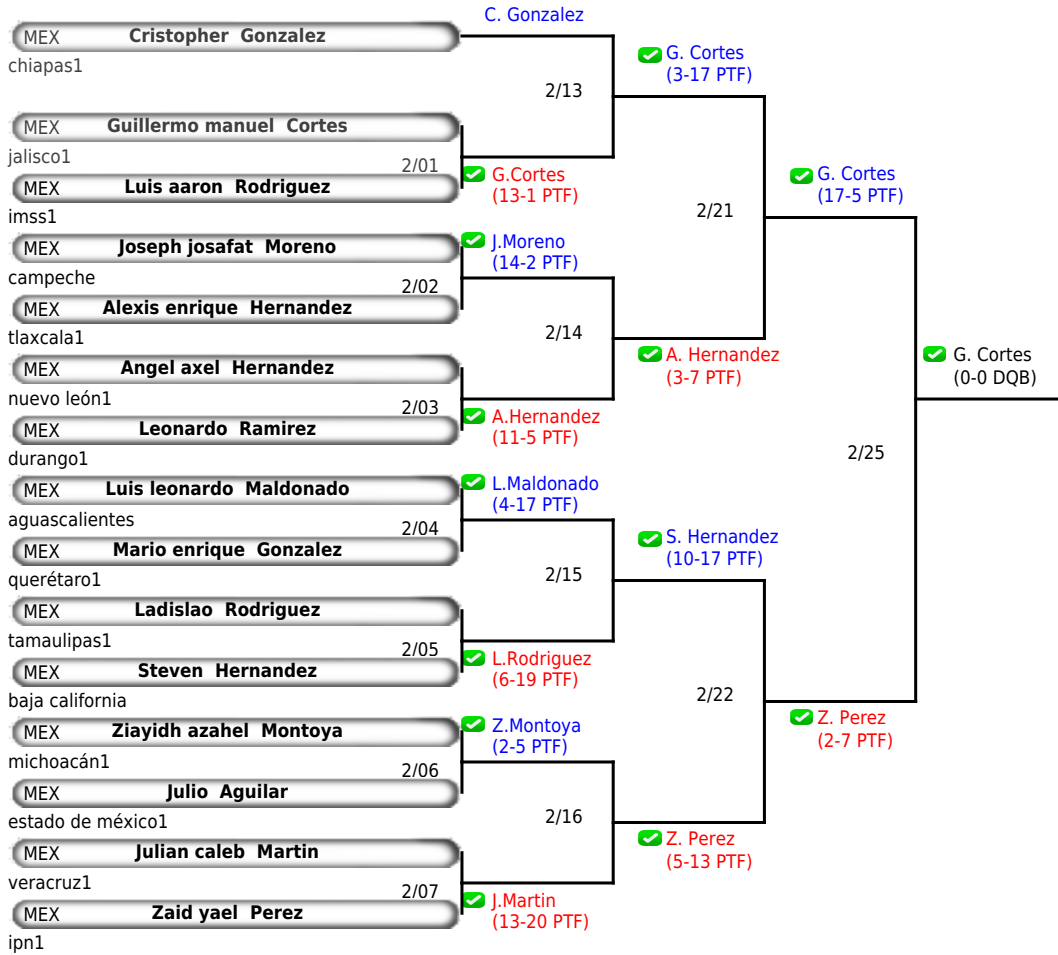 C. Gonzalez
MEX Cristopher Gonzalez
chiapas1
G. Cortes
(3-17 PTF)
2/13
MEX Guillermo manuel Cortes
jalisco1
2/01
G.Cortes
(13-1 PTF)
MEX Luis aaron Rodriguez
imss1
G. Cortes
(17-5 PTF)
2/21
MEX Joseph josafat Moreno
J.Moreno
(14-2 PTF)
campeche
2/02
MEX Alexis enrique Hernandez
tlaxcala1
2/14
A. Hernandez
(3-7 PTF)
G. Cortes
(0-0 DQB)
MEX Angel axel Hernandez
nuevo león1
2/03
A.Hernandez
(11-5 PTF)
MEX Leonardo Ramirez
durango1
2/25
MEX Luis leonardo Maldonado
L.Maldonado
(4-17 PTF)
aguascalientes
2/04
S. Hernandez
(10-17 PTF)
MEX Mario enrique Gonzalez
querétaro1
2/15
MEX Ladislao Rodriguez
tamaulipas1
2/05
L.Rodriguez
(6-19 PTF)
MEX Steven Hernandez
baja california
2/22
Z. Perez
(2-7 PTF)
MEX Ziayidh azahel Montoya
Z.Montoya
(2-5 PTF)
michoacán1
2/06
MEX Julio Aguilar
estado de méxico1
2/16
Z. Perez
(5-13 PTF)
MEX Julian caleb Martin
veracruz1
2/07
J.Martin
(13-20 PTF)
MEX Zaid yael Perez
ipn1